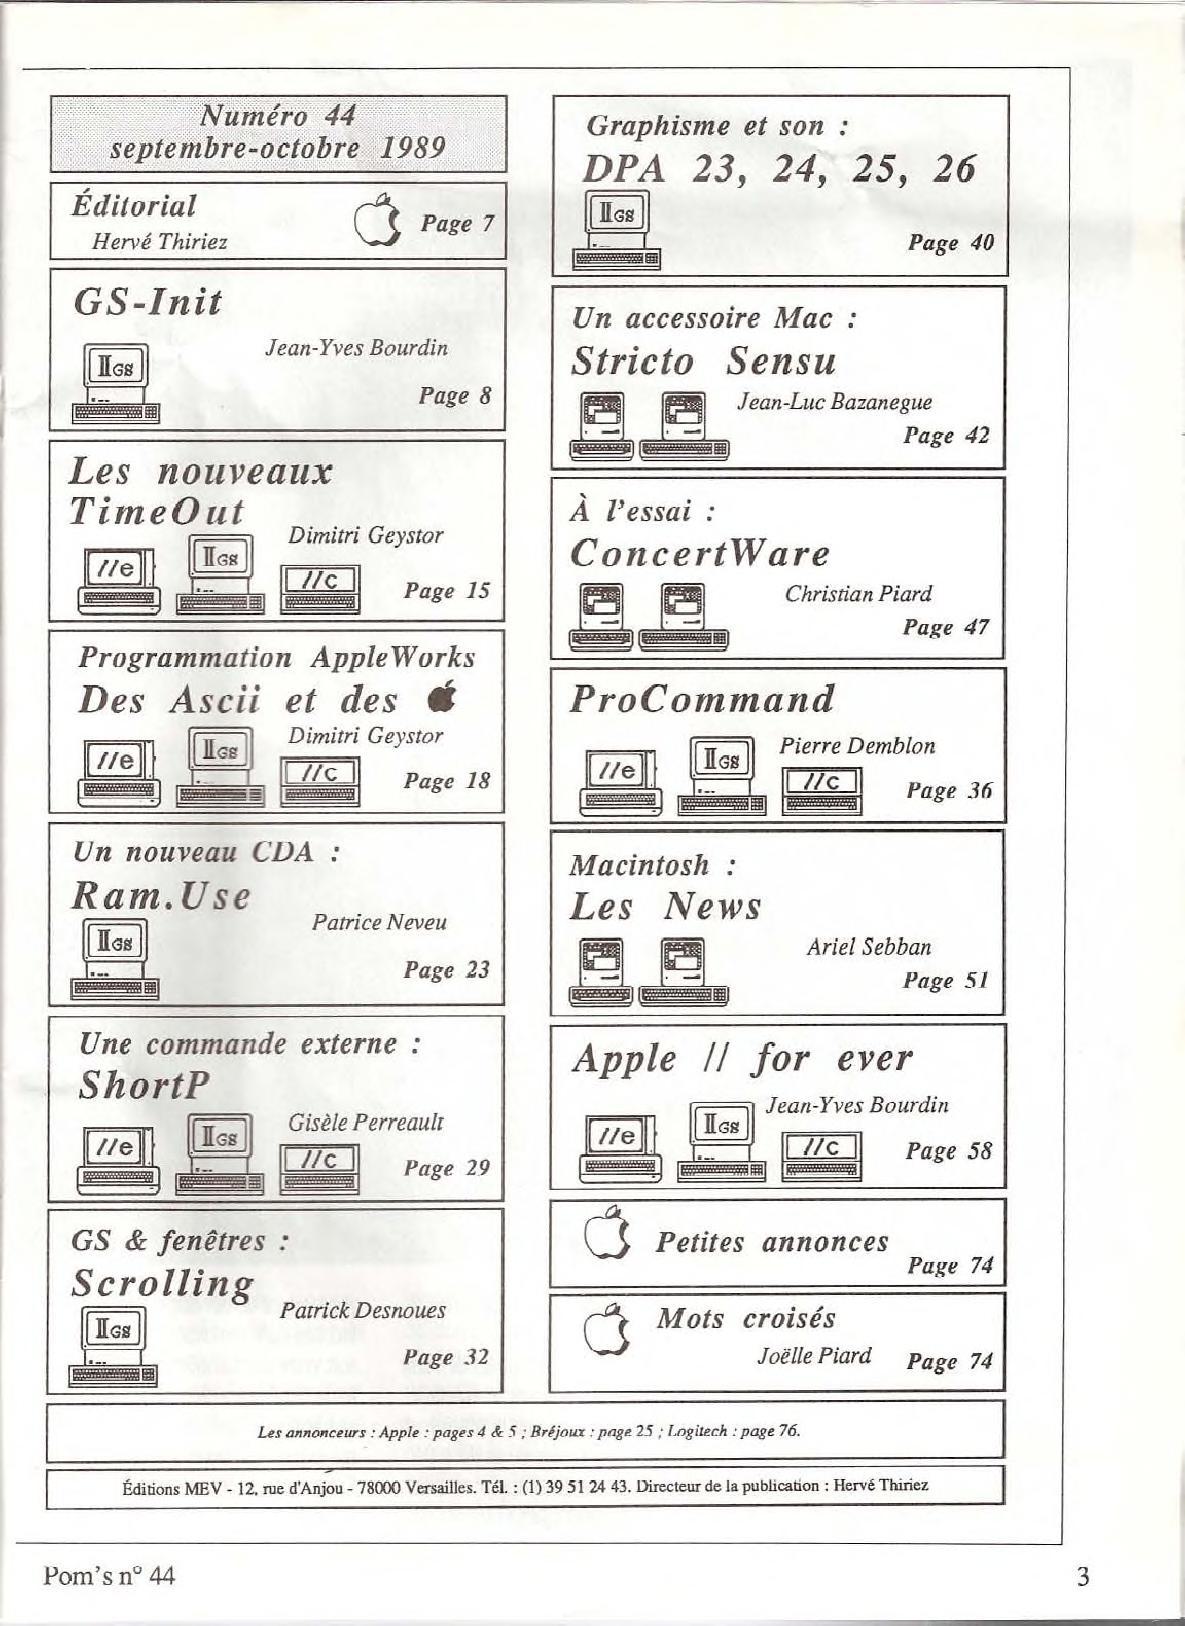 Numéro 44
septembre-octobre 1989
Éditorial
Hervé Thiriez
Page 7
GS-Init
Jean-Yves Bourdin
IIGS
Page 8
Les nouveaux
TimeOut
Dimitri Geystor
//e
IIGS
//c
Page 15
Programmation AppleWorks
Des Ascii et des
Dimitri Geystor
//e
IIGS
//c
Page 18
Un nouveau CDA :
Ram.Use
Patrice Neveu
IIGS
Page 23
Une commande externe :
ShortP
Gisèle Perreault
//e
IIGS
//c
Page 29
GS & fenêtres :
Scrolling
Patrick Desnoues
IIGS
Page 32
Graphisme et son :
DPA 23, 24, 25, 26
IIGS
Page 40
Un accessoire Mac :
Stricto Sensu
Jean-Luc Bazanegue
Page 42
À l'essai :
ConcertWare
Christian Piard
Page 47
ProCommand
Pierre Demblon
//e
IIGS
//c
Page 36
Macintosh :
Les News
Ariel Sebban
Page 51
Apple // for ever
Jean-Yves Bourdin
//e
IIGS
//c
Page 58
Petites annonces
Page 74
Mots croisés
Joëlle Piard Page 74
Les annonceurs : Apple : pages 4 & 5 ; Bréjoux : page 25 ; Logitech : page 76.
Éditions MEV - 12, rue d'Anjou - 78000 Versailles. Tél. : (1) 39 51 24 43. Directeur de la publication : Hervé Thiriez
Pom's n° 44
3